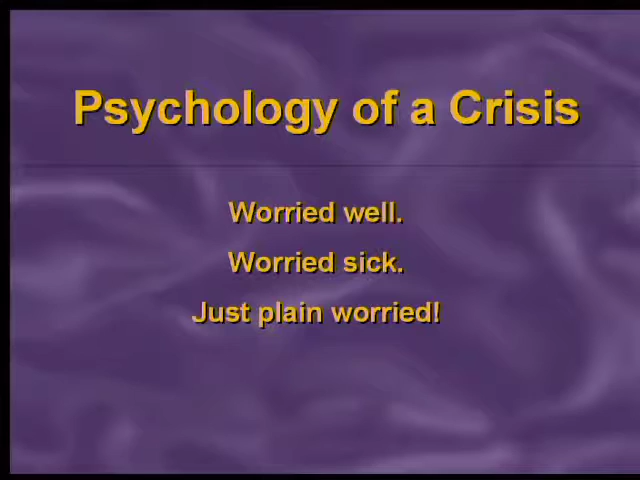 Psychology of a Crisis
Worried well.
Worried sick.
Just plain worried!